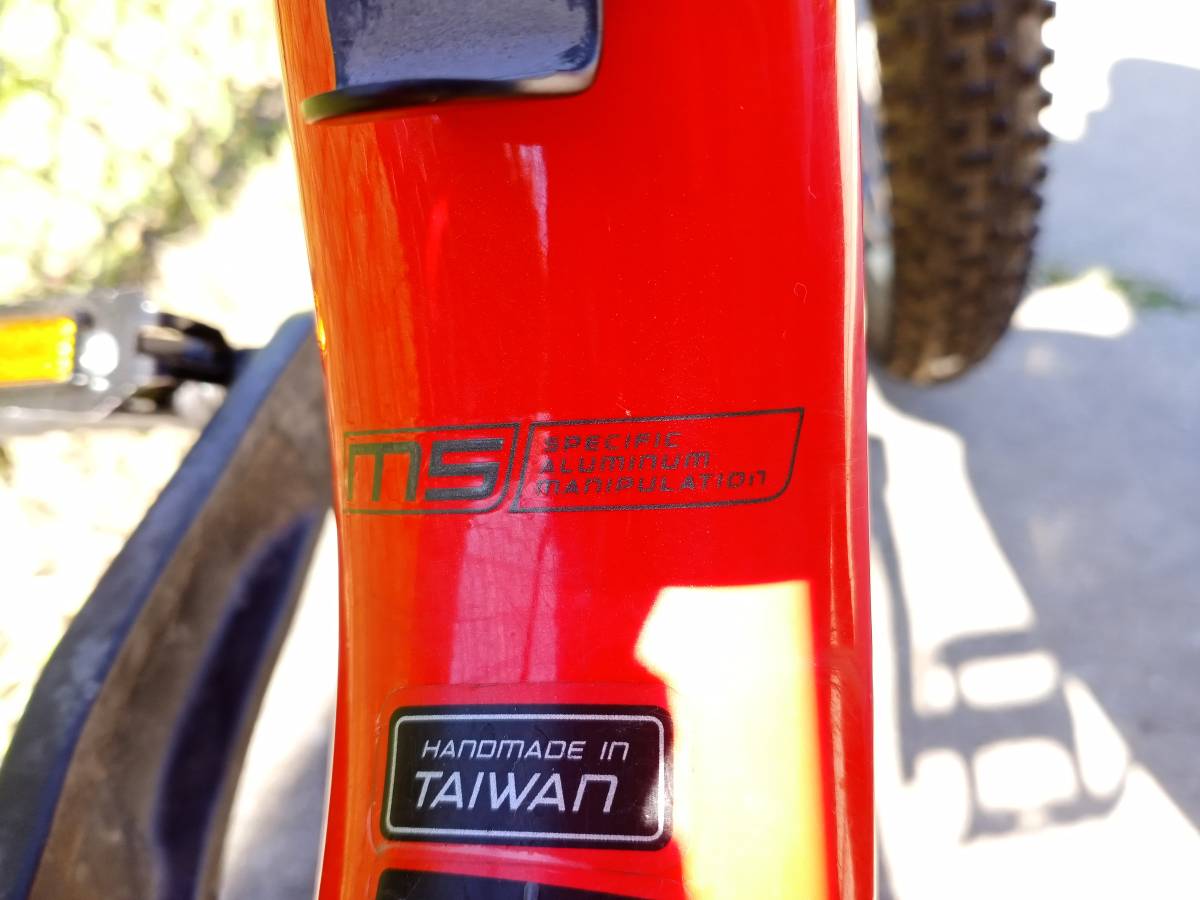 M5
SPECIFIC
ALUMINUM
MANIPULATION
HANDMADE IN
TAIWAN